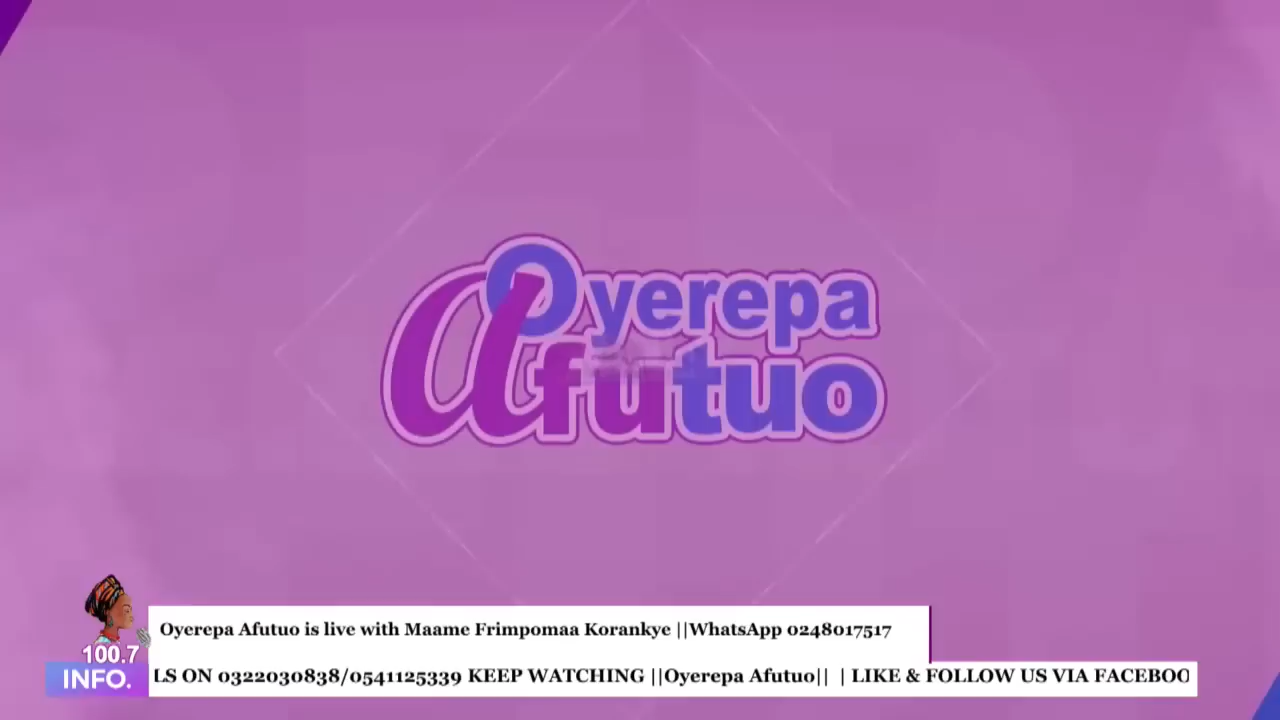 Oyerepa
Afutuo
Oyerepa Afutuo is live with Maame Frimpomaa Korankye ||WhatsApp 0248017517
100.7
INFO.
LS ON 0322030838/0541125339 KEEP WATCHING ||Oyerepa Afutuo|| | LIKE & FOLLOW US VIA FACEBOO